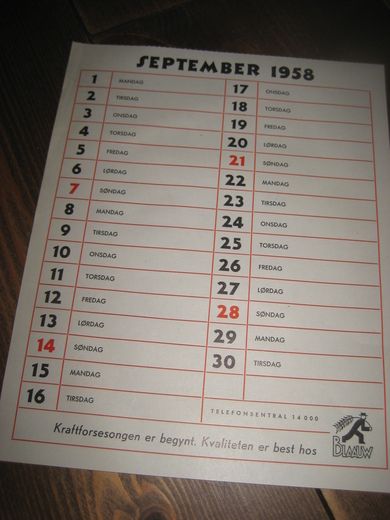 SEPTEMBER 1958
1 MANDAG
2 TIRSDAG
3 ONSDAG
4 TORSDAG
5 FREDAG
6 LØRDAG
7 SØNDAG
8 MANDAG
9 TIRSDAG
10 ONSDAG
11 TORSDAG
12 FREDAG
13 LØRDAG
14 SØNDAG
15 MANDAG
16 TIRSDAG
17 ONSDAG
18 TORSDAG
19 FREDAG
20 LØRDAG
21 SØNDAG
22 MANDAG
23 TIRSDAG
24 ONSDAG
25 TORSDAG
26 FREDAG
27 LØRDAG
28 SØNDAG
29 MANDAG
30 TIRSDAG
TELEFONSENTRAL 14000
Kraftforsesongen er begynt. Kvaliteten er best hos
BLAAUW